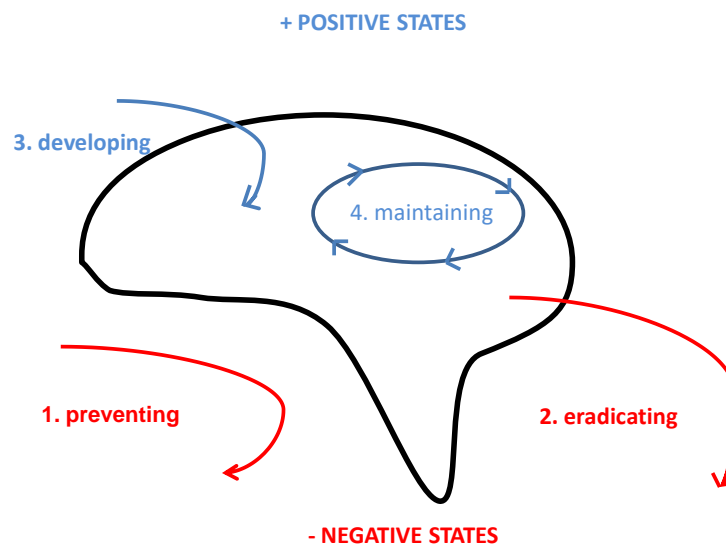 + POSITIVE STATES
3. developing
4. maintaining
1. preventing
2. eradicating
- NEGATIVE STATES